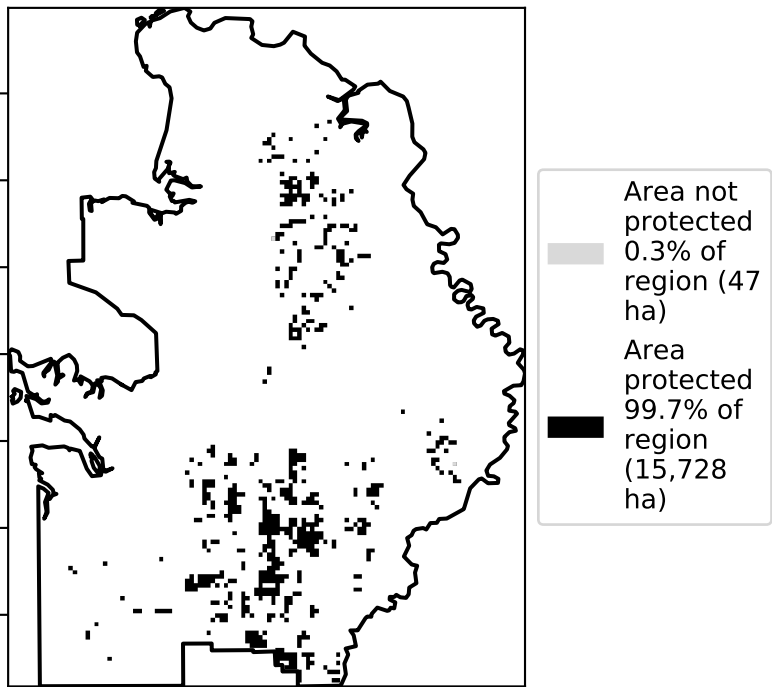 Area not
protected
0.3% of
region (47
ha)
Area
protected
99.7% of
region
(15,728
ha)